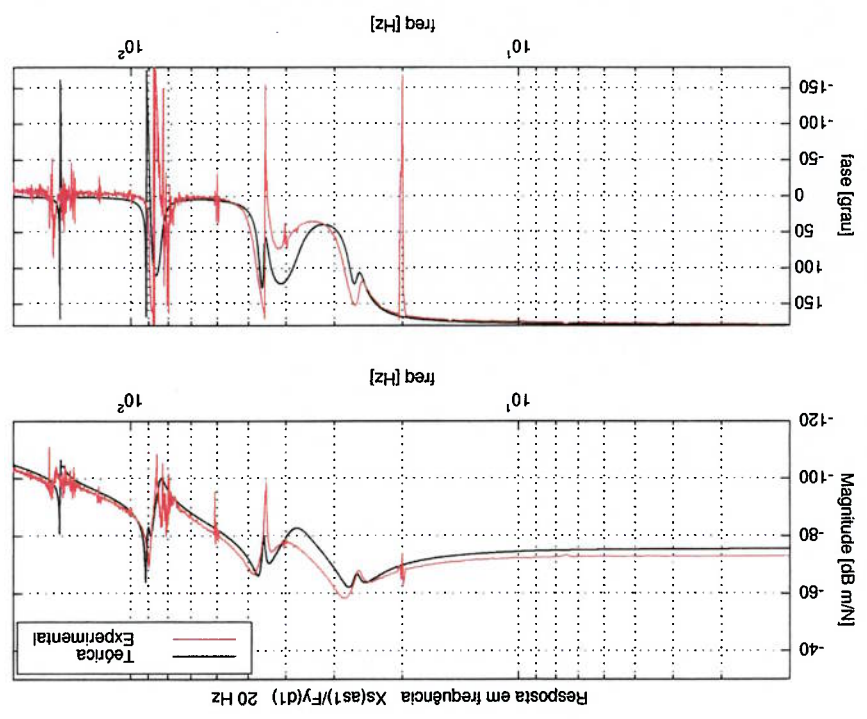 Resposta em frequência Xs(as1)/Fy(d1) 20 Hz
Teórica
Experimental
Magnitude [dB m/N]
-40
-60
-80
-100
-120
10¹
10²
freq [Hz]
fase [grau]
150
100
50
0
-50
-100
-150
10¹
10²
freq [Hz]